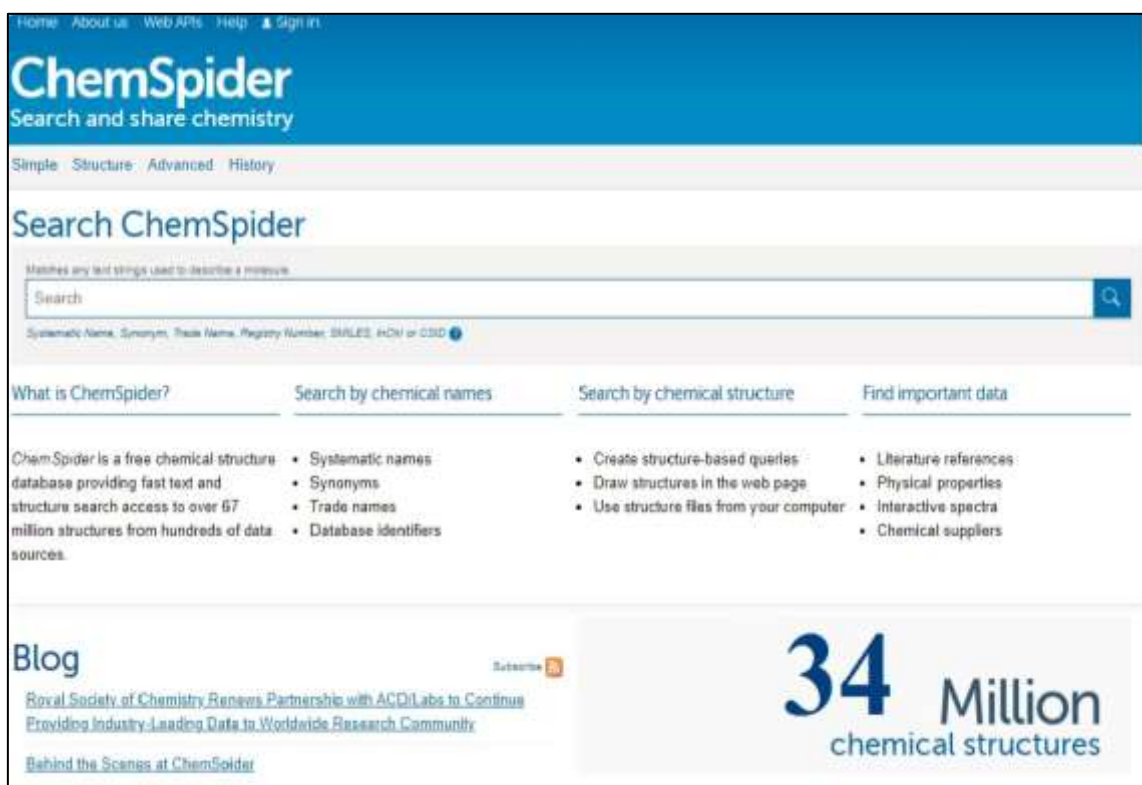 Home About us Web APIs Help Sign in
ChemSpider
Search and share chemistry
Simple Structure Advanced History
Search ChemSpider
Matches any text strings used to describe a molecule.
Search
Systematic Name, Synonym, Trade Name, Registry Number, SMILES, InChI or CSID
What is ChemSpider?
ChemSpider is a free chemical structure
database providing fast text and
structure search access to over 67
million structures from hundreds of data
sources.
Search by chemical names
• Systematic names
• Synonyms
• Trade names
• Database identifiers
Search by chemical structure
• Create structure-based queries
• Draw structures in the web page
• Use structure files from your computer
Find important data
• Literature references
• Physical properties
• Interactive spectra
• Chemical suppliers
Blog
Subscribe
Royal Society of Chemistry Renews Partnership with ACD/Labs to Continue
Providing Industry-Leading Data to Worldwide Research Community
Behind the Scenes at ChemSpider
34 Million
chemical structures